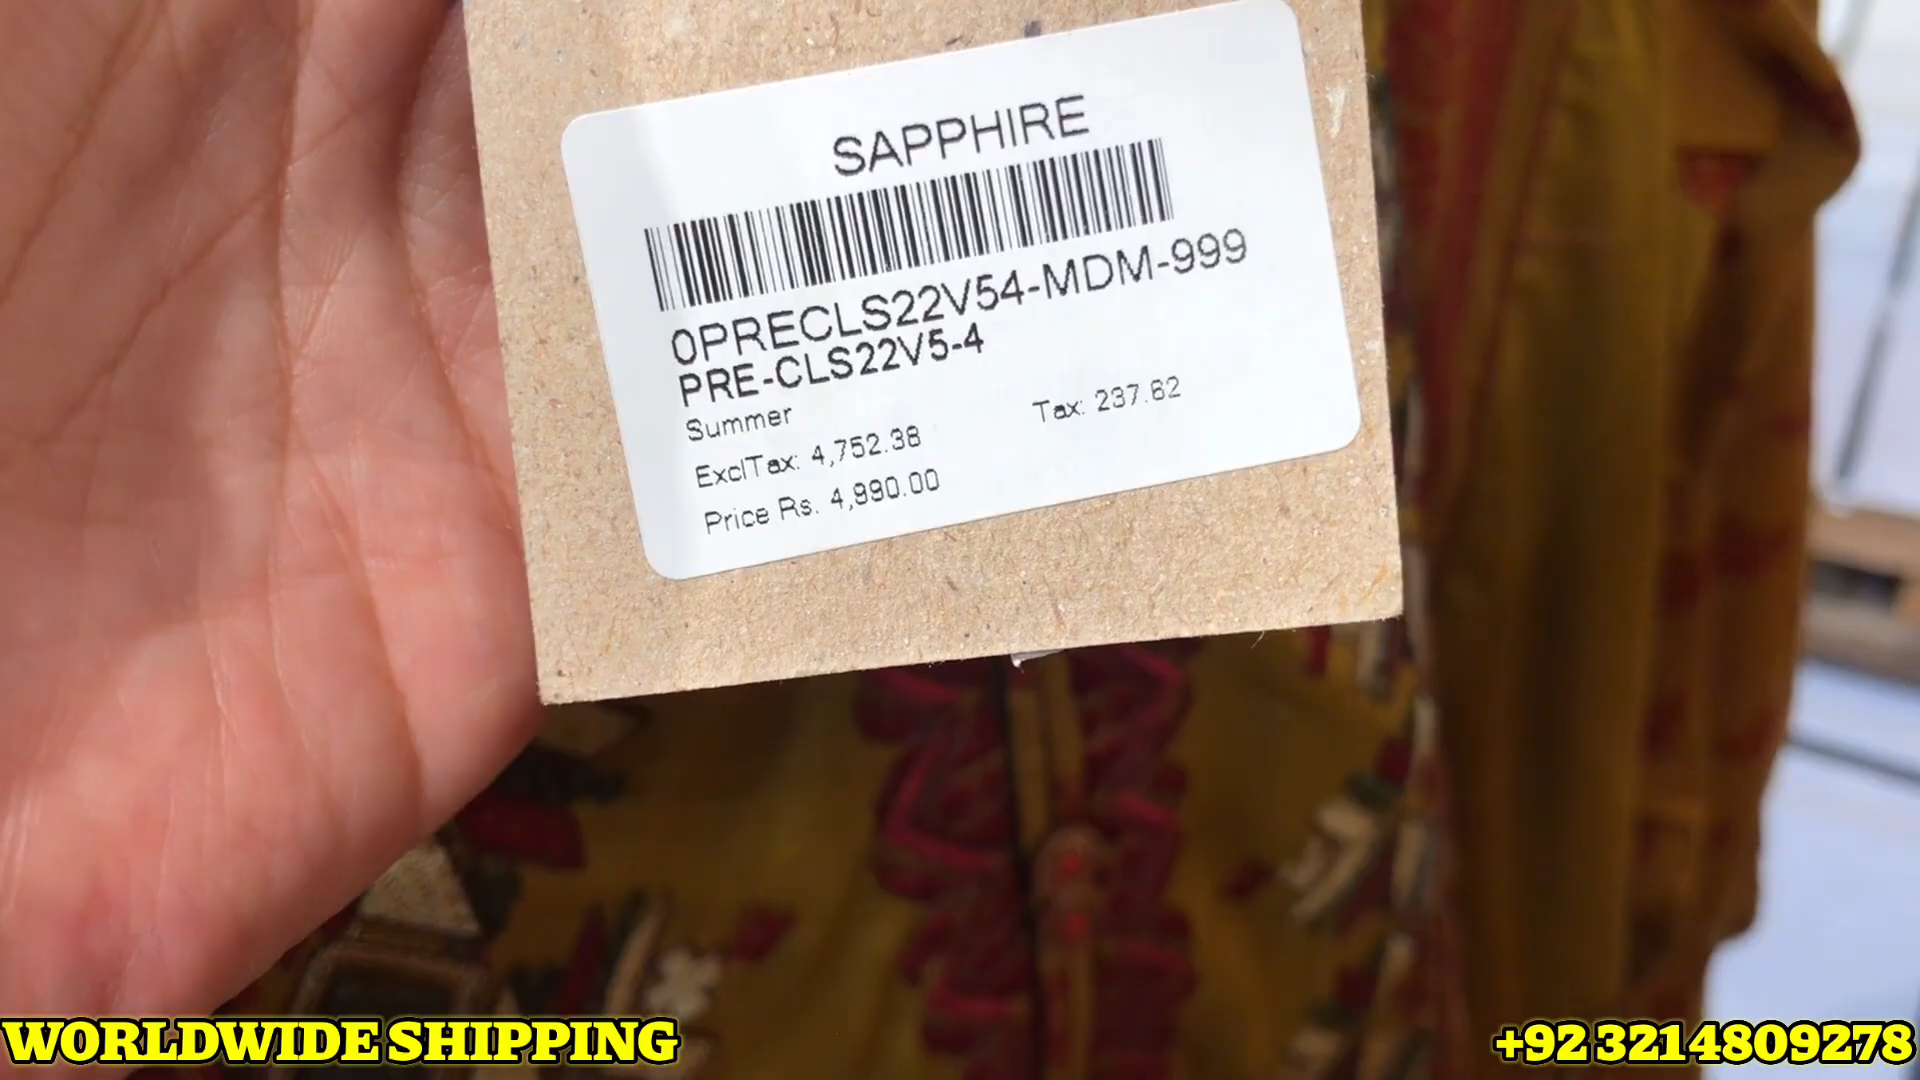 SAPPHIRE
0PRECLS22V54-MDM-999
PRE-CLS22V5-4
Summer
ExclTax: 4,752.38 Tax: 237.62
Price Rs. 4,990.00
WORLDWIDE SHIPPING
+92 3214809278